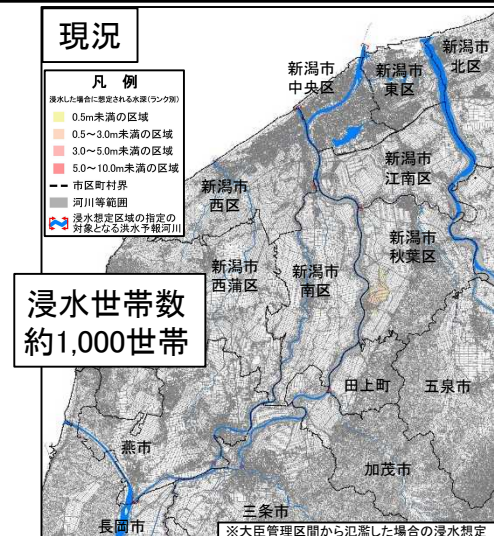 現況
凡　例
浸水した場合に想定される水深(ランク別)
0.5m未満の区域
0.5～3.0m未満の区域
3.0～5.0m未満の区域
5.0～10.0m未満の区域
市区町村界
河川等範囲
浸水想定区域の指定の
対象となる洪水予報河川
新潟市
中央区
新潟市
東区
新潟市
北区
新潟市
江南区
新潟市
西区
新潟市
秋葉区
新潟市
西蒲区
新潟市
南区
浸水世帯数
約1,000世帯
田上町
五泉市
燕市
加茂市
三条市
長岡市
※大臣管理区間から氾濫した場合の浸水想定